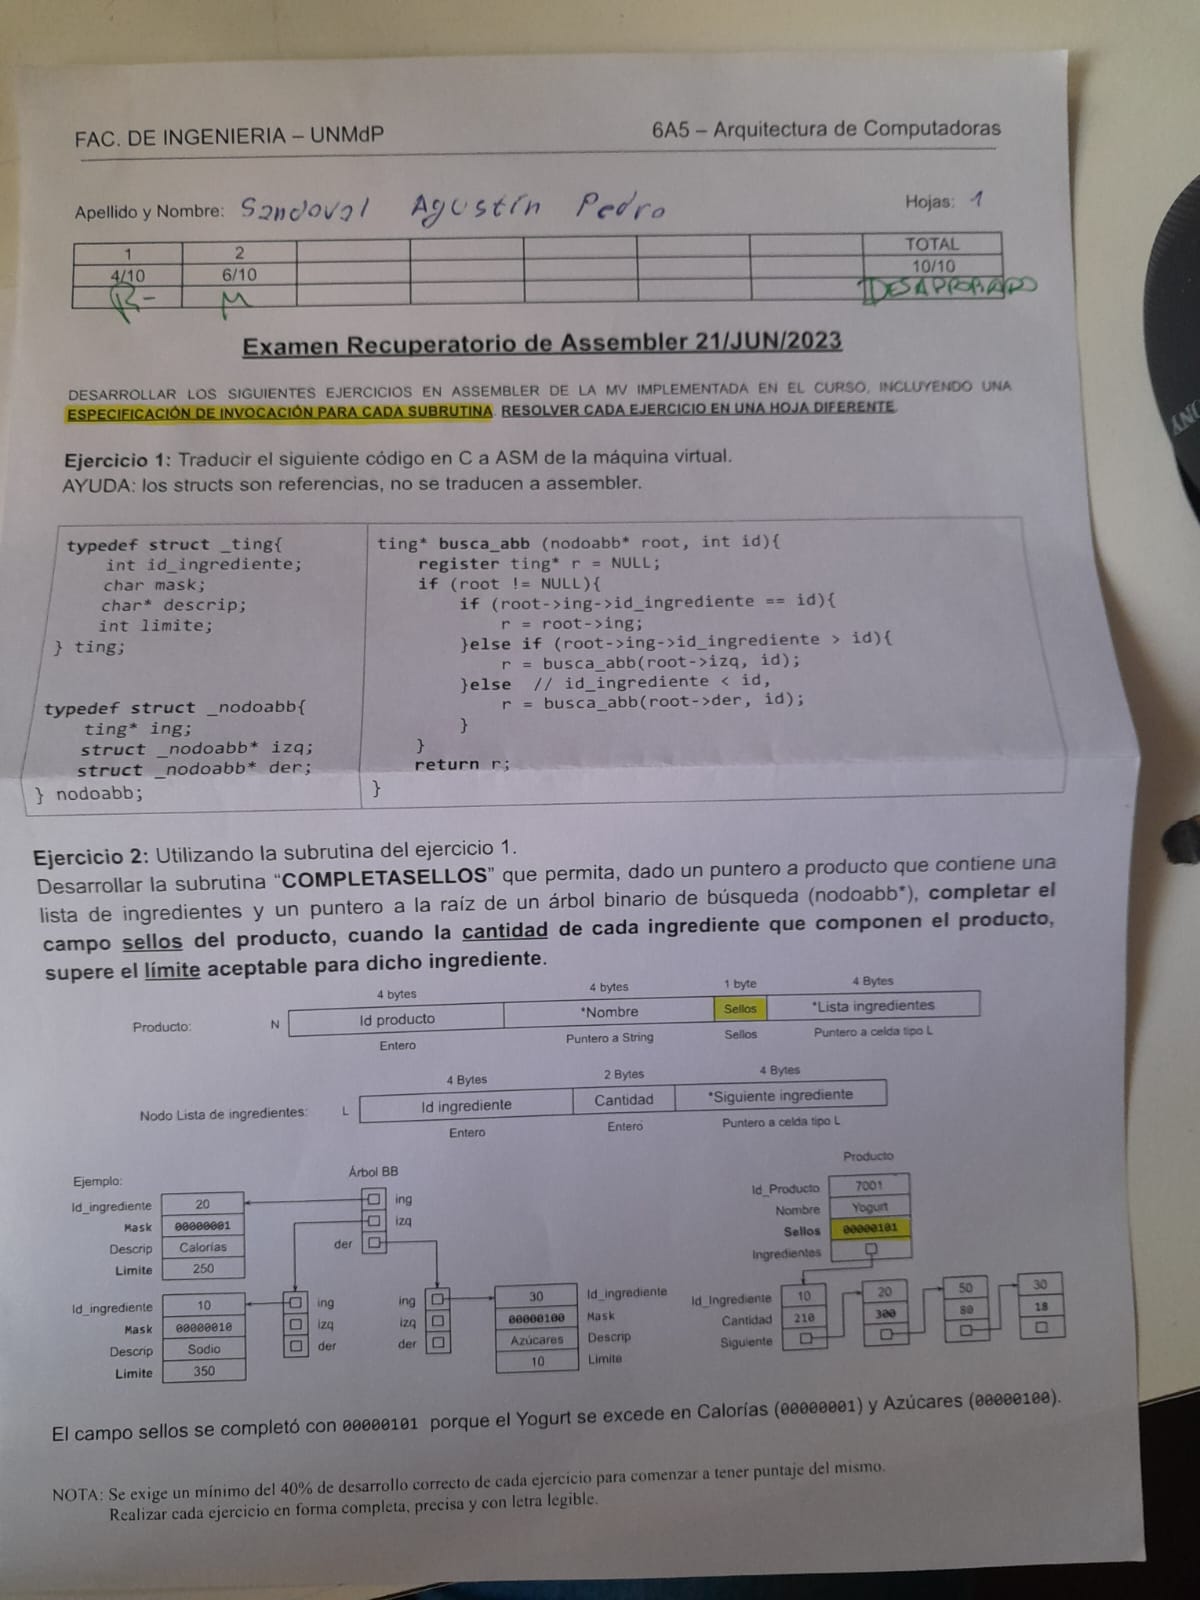 FAC. DE INGENIERIA – UNMdP 6A5 – Arquitectura de Computadoras
Apellido y Nombre: Sandoval Agustín Pedro Hojas: 1
1 2 TOTAL
4/10 6/10 10/10
R- M DESAPROBADO
Examen Recuperatorio de Assembler 21/JUN/2023
DESARROLLAR LOS SIGUIENTES EJERCICIOS EN ASSEMBLER DE LA MV IMPLEMENTADA EN EL CURSO, INCLUYENDO UNA
ESPECIFICACIÓN DE INVOCACIÓN PARA CADA SUBRUTINA. RESOLVER CADA EJERCICIO EN UNA HOJA DIFERENTE.
Ejercicio 1: Traducir el siguiente código en C a ASM de la máquina virtual.
AYUDA: los structs son referencias, no se traducen a assembler.
typedef struct _ting{
int id_ingrediente;
char mask;
char* descrip;
int limite;
} ting;
typedef struct _nodoabb{
ting* ing;
struct _nodoabb* izq;
struct _nodoabb* der;
} nodoabb;
ting* busca_abb (nodoabb* root, int id){
register ting* r = NULL;
if (root != NULL){
if (root->ing->id_ingrediente == id){
r = root->ing;
}else if (root->ing->id_ingrediente > id){
r = busca_abb(root->izq, id);
}else // id_ingrediente < id,
r = busca_abb(root->der, id);
}
}
return r;
}
Ejercicio 2: Utilizando la subrutina del ejercicio 1.
Desarrollar la subrutina “COMPLETASELLOS” que permita, dado un puntero a producto que contiene una
lista de ingredientes y un puntero a la raíz de un árbol binario de búsqueda (nodoabb*), completar el
campo sellos del producto, cuando la cantidad de cada ingrediente que componen el producto,
supere el límite aceptable para dicho ingrediente.
4 bytes 4 bytes 1 byte 4 Bytes
Producto: N Id producto *Nombre Sellos *Lista ingredientes
Entero Puntero a String Sellos Puntero a celda tipo L
4 Bytes 2 Bytes 4 Bytes
Nodo Lista de ingredientes: L Id ingrediente Cantidad *Siguiente ingrediente
Entero Entero Puntero a celda tipo L
Ejemplo:
Árbol BB
Id_ingrediente 20
Mask 00000001
Descrip Calorías
Limite 250
ing
izq
der
Id_ingrediente 10
Mask 00000010
Descrip Sodio
Limite 350
ing
izq
der
ing
izq
der
30 Id_ingrediente
00000100 Mask
Azúcares Descrip
10 Limite
Producto
Id_Producto 7001
Nombre Yogurt
Sellos 00000101
Ingredientes
Id_Ingrediente 10 20 50 30
Cantidad 210 300 80 18
Siguiente
El campo sellos se completó con 00000101 porque el Yogurt se excede en Calorías (00000001) y Azúcares (00000100).
NOTA: Se exige un mínimo del 40% de desarrollo correcto de cada ejercicio para comenzar a tener puntaje del mismo.
Realizar cada ejercicio en forma completa, precisa y con letra legible.